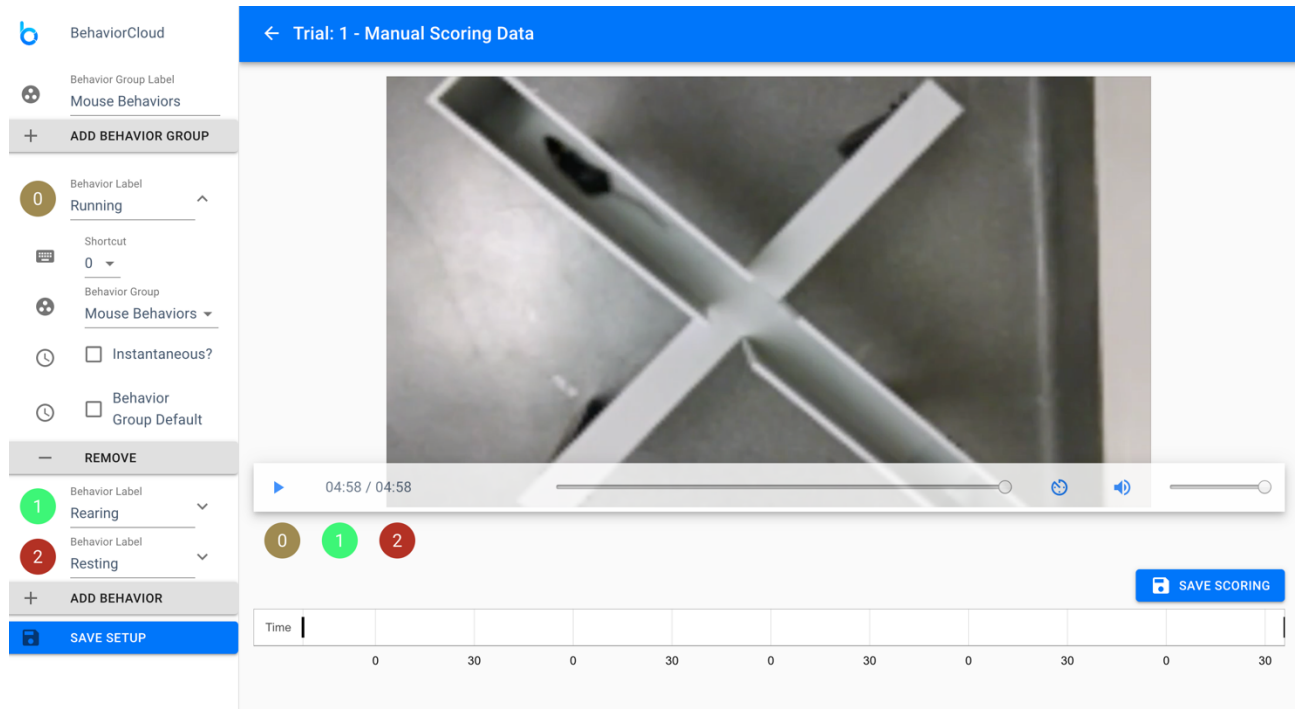 BehaviorCloud
Behavior Group Label
Mouse Behaviors
ADD BEHAVIOR GROUP
0
Behavior Label
Running
Shortcut
0
Behavior Group
Mouse Behaviors
Instantaneous?
Behavior
Group Default
REMOVE
1
Behavior Label
Rearing
2
Behavior Label
Resting
ADD BEHAVIOR
SAVE SETUP
Trial: 1 - Manual Scoring Data
04:58 / 04:58
0 1 2
SAVE SCORING
Time
0 30 0 30 0 30 0 30 0 30